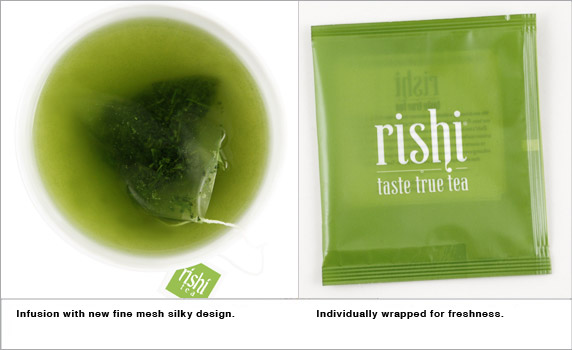 rishi
tea
rishi
taste true tea
Infusion with new fine mesh silky design.
Individually wrapped for freshness.